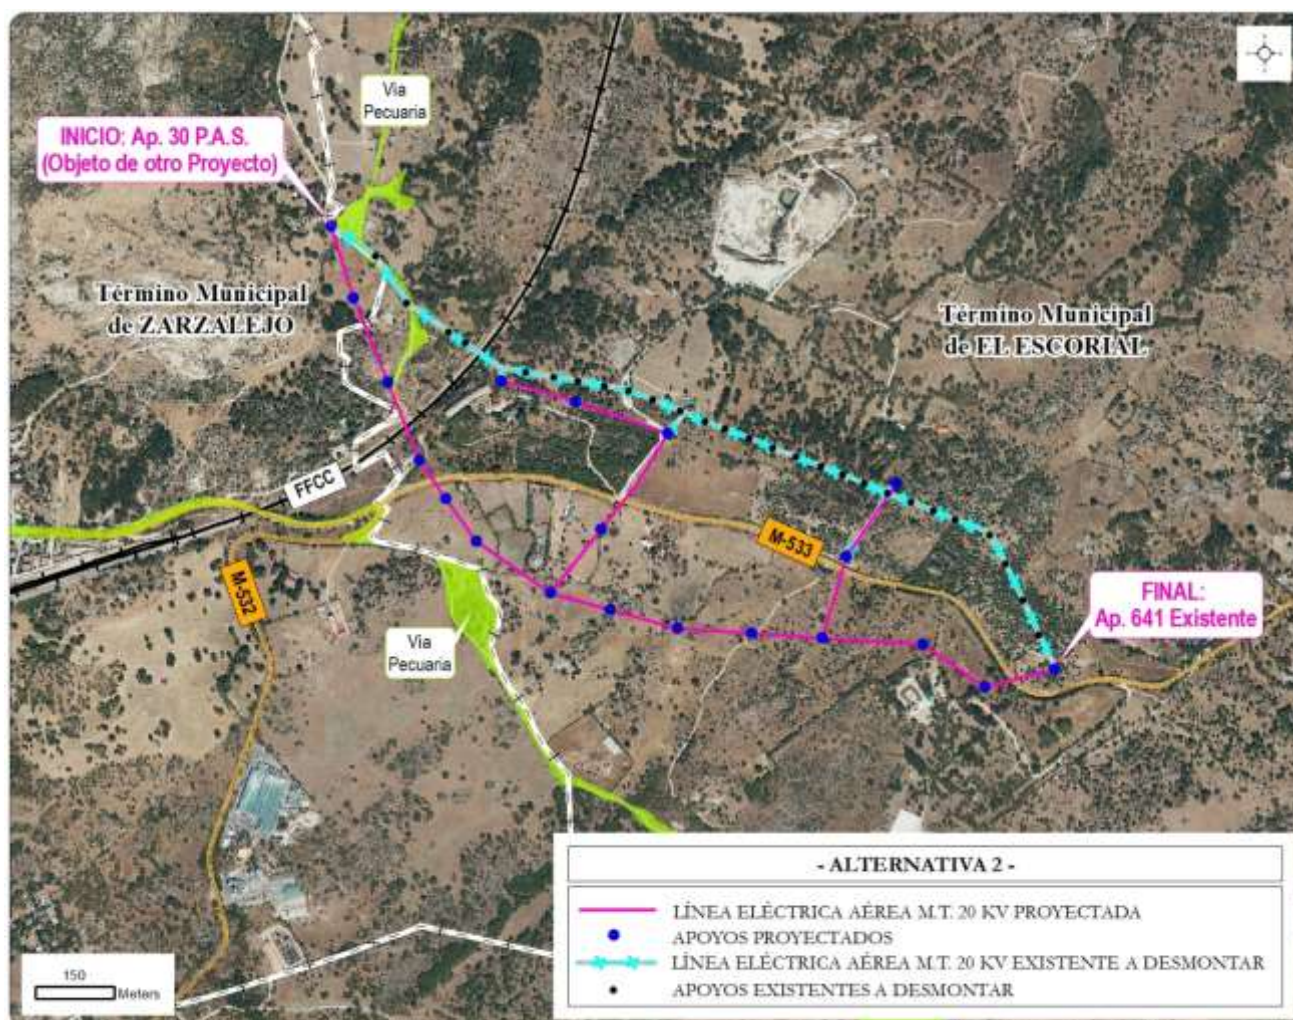 Via
Pecuaria
INICIO: Ap. 30 P.A.S.
(Objeto de otro Proyecto)
Término Municipal
de ZARZALEJO
Término Municipal
de EL ESCORIAL
FFCC
M-533
M-532
FINAL:
Ap. 641 Existente
Via
Pecuaria
- ALTERNATIVA 2 -
LÍNEA ELÉCTRICA AÉREA M.T. 20 KV PROYECTADA
APOYOS PROYECTADOS
LÍNEA ELÉCTRICA AÉREA M.T. 20 KV EXISTENTE A DESMONTAR
APOYOS EXISTENTES A DESMONTAR
150
Meters